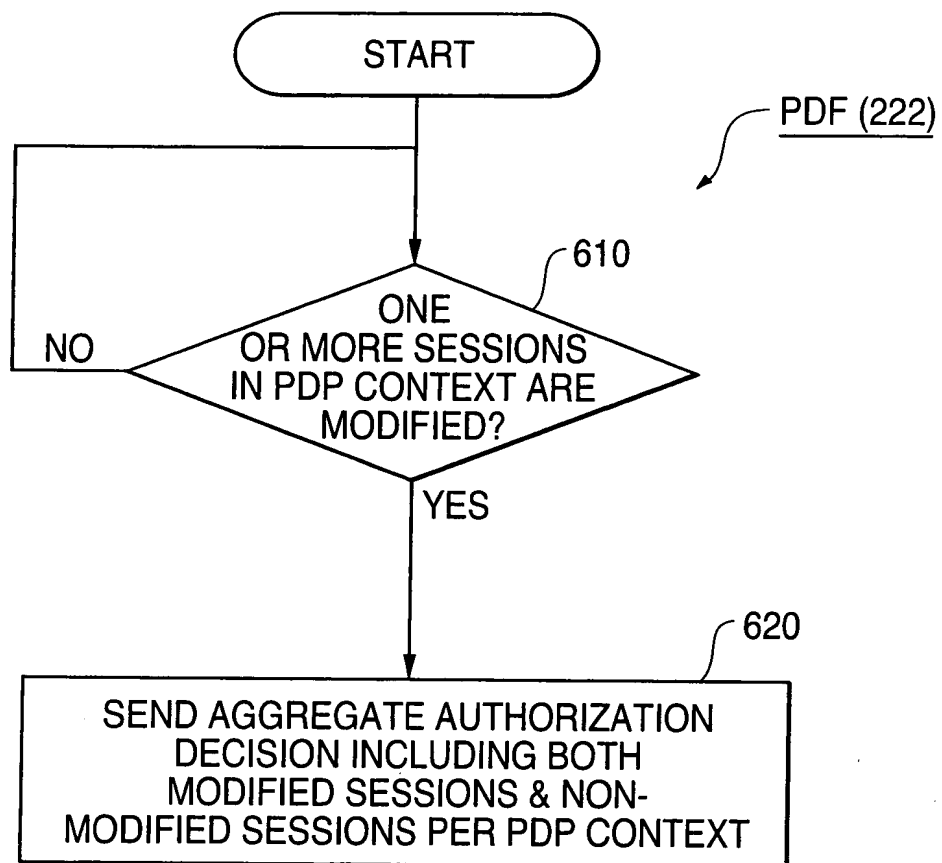 START
PDF (222)
610
ONE
OR MORE SESSIONS
IN PDP CONTEXT ARE
MODIFIED?
NO
YES
620
SEND AGGREGATE AUTHORIZATION
DECISION INCLUDING BOTH
MODIFIED SESSIONS & NON-
MODIFIED SESSIONS PER PDP CONTEXT